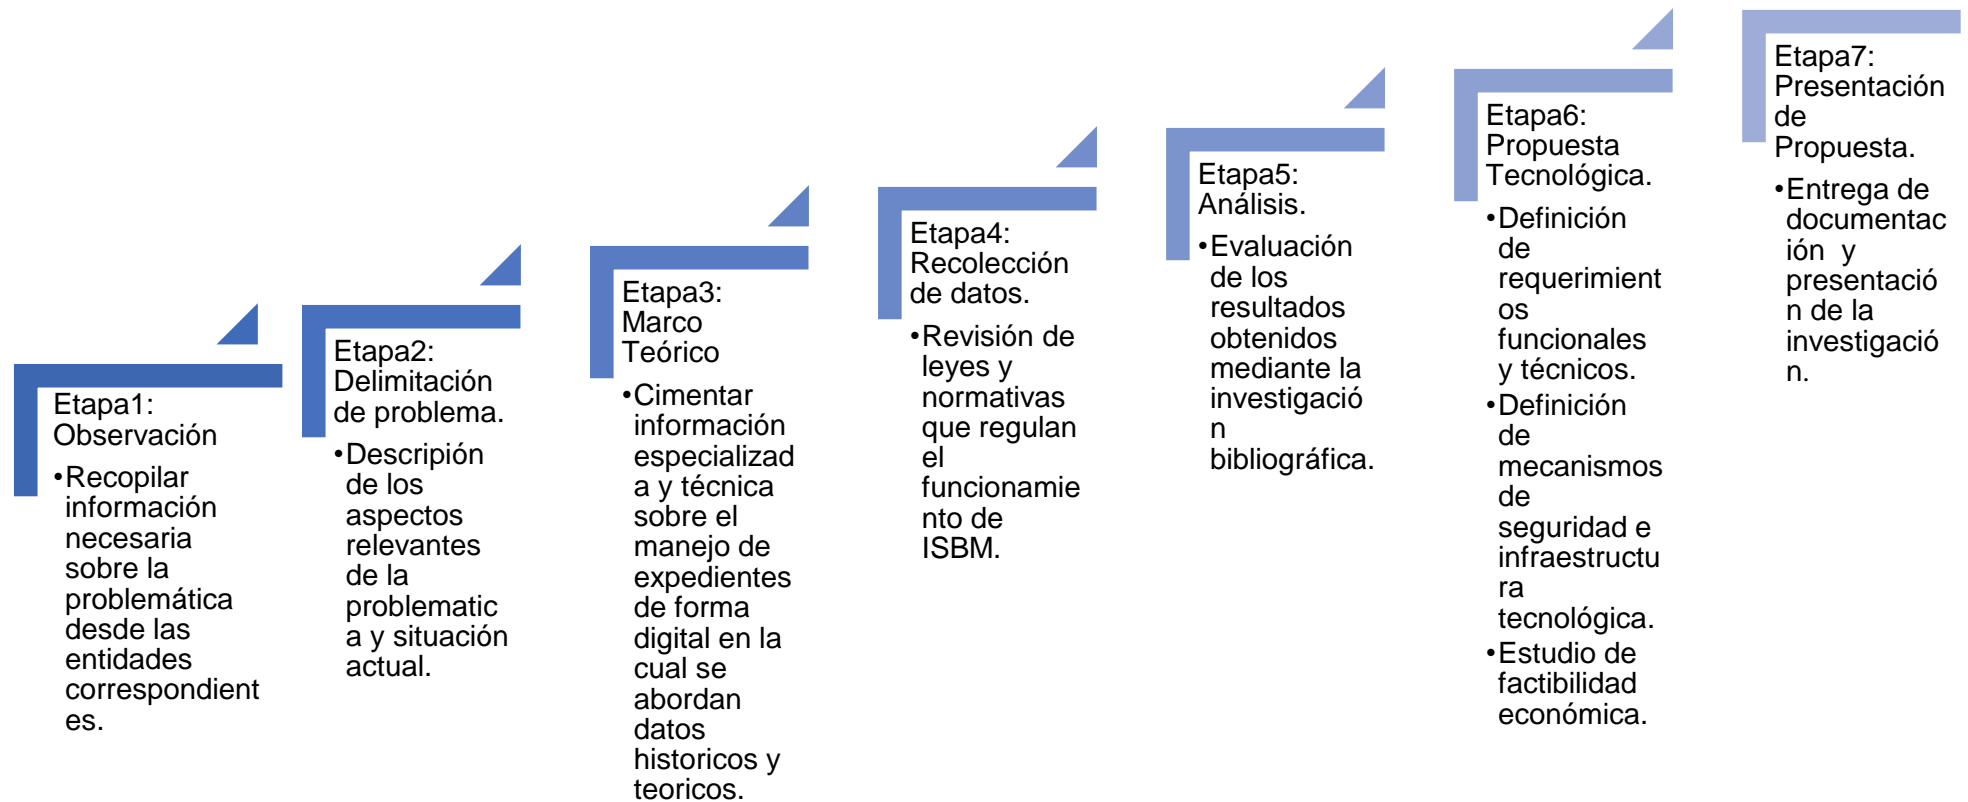 Etapa1:
Observación
•Recopilar
información
necesaria
sobre la
problemática
desde las
entidades
correspondient
es.
Etapa2:
Delimitación
de problema.
•Descripión
de los
aspectos
relevantes
de la
problematic
a y situación
actual.
Etapa3:
Marco
Teórico
•Cimentar
información
especializad
a y técnica
sobre el
manejo de
expedientes
de forma
digital en la
cual se
abordan
datos
historicos y
teoricos.
Etapa4:
Recolección
de datos.
•Revisión de
leyes y
normativas
que regulan
el
funcionamie
nto de
ISBM.
Etapa5:
Análisis.
•Evaluación
de los
resultados
obtenidos
mediante la
investigació
n
bibliográfica.
Etapa6:
Propuesta
Tecnológica.
•Definición
de
requerimient
os
funcionales
y técnicos.
•Definición
de
mecanismos
de
seguridad e
infraestructu
ra
tecnológica.
•Estudio de
factibilidad
económica.
Etapa7:
Presentación
de
Propuesta.
•Entrega de
documentac
ión y
presentació
n de la
investigació
n.